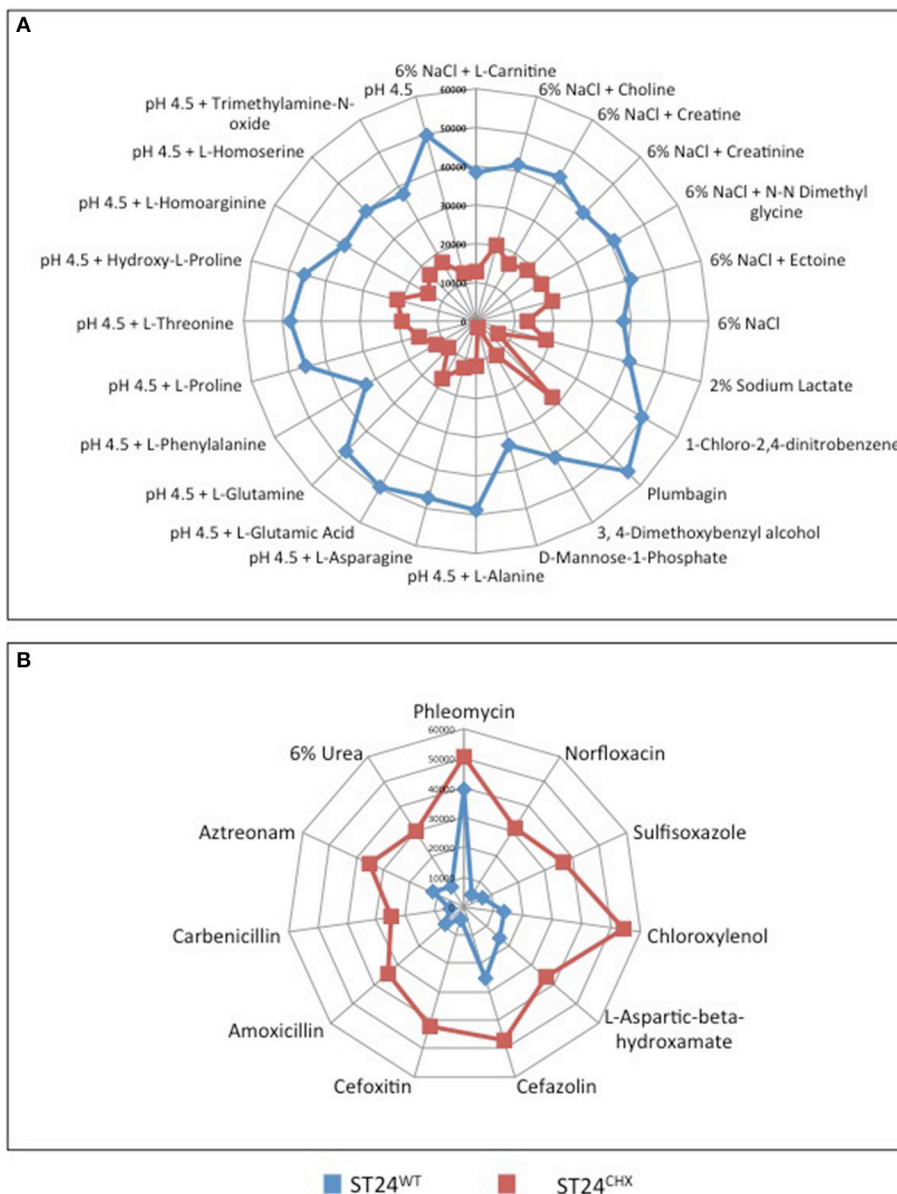 A
6% NaCl + L-Carnitine
6% NaCl + Choline
6% NaCl + Creatine
6% NaCl + Creatinine
6% NaCl + N-N Dimethyl
glycine
6% NaCl + Ectoine
6% NaCl
2% Sodium Lactate
1-Chloro-2,4-dinitrobenzene
Plumbagin
3, 4-Dimethoxybenzyl alcohol
D-Mannose-1-Phosphate
pH 4.5 + L-Alanine
pH 4.5 + L-Asparagine
pH 4.5 + L-Glutamic Acid
pH 4.5 + L-Glutamine
pH 4.5 + L-Phenylalanine
pH 4.5 + L-Proline
pH 4.5 + L-Threonine
pH 4.5 + Hydroxy-L-Proline
pH 4.5 + L-Homoarginine
pH 4.5 + L-Homoserine
pH 4.5 + Trimethylamine-N-
oxide
pH 4.5
60000
50000
40000
30000
20000
10000
0
B
Phleomycin
Norfloxacin
Sulfisoxazole
Chloroxylenol
L-Aspartic-beta-
hydroxamate
Cefazolin
Cefoxitin
Amoxicillin
Carbenicillin
Aztreonam
6% Urea
60000
50000
40000
30000
20000
10000
0
ST24WT
ST24CHX